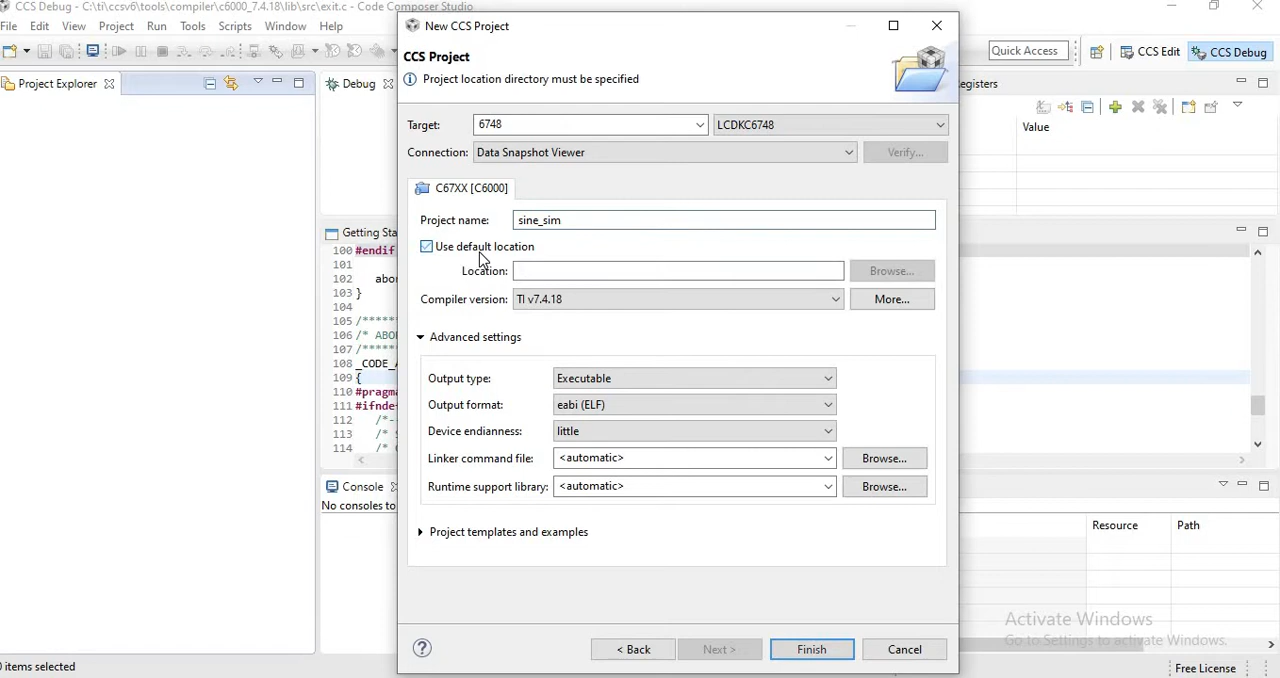 CCS Debug - C:\ti\ccsv6\tools\compiler\c6000_7.4.18\lib\src\exit.c - Code Composer Studio
File Edit View Project Run Tools Scripts Window Help
Quick Access
CCS Edit
CCS Debug
Project Explorer
Debug
egisters
Value
New CCS Project
CCS Project
Project location directory must be specified
Target: 6748 LCDKC6748
Connection: Data Snapshot Viewer Verify...
C67XX [C6000]
Project name: sine_sim
Use default location
Location: Browse...
Compiler version: TI v7.4.18 More...
Advanced settings
Output type: Executable
Output format: eabi (ELF)
Device endianness: little
Linker command file: <automatic> Browse...
Runtime support library: <automatic> Browse...
Project templates and examples
< Back Next > Finish Cancel
Getting Sta
100 #endif
101
102 abor
103 }
104
105 /******
106 /* ABOR
107 /******
108 _CODE_A
109 {
110 #pragma
111 #ifnde
112 /*-
113 /* S
114 /* C
Console
No consoles to
Resource Path
Activate Windows
Go to Settings to activate Windows.
0 items selected
Free License